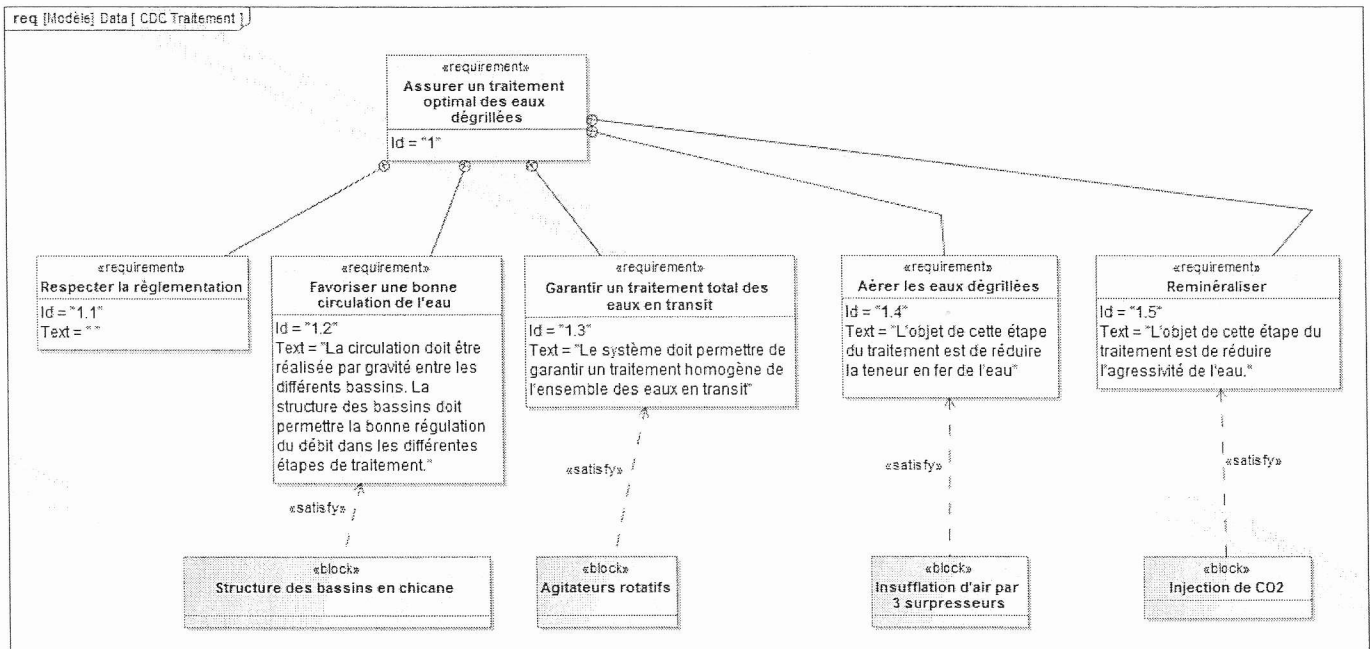 req [Modèle] Data [ CDC Traitement ]
«requirement»
Assurer un traitement
optimal des eaux
dégrillées
Id = "1"
«requirement»
Respecter la règlementation
Id = "1.1"
Text = " "
«requirement»
Favoriser une bonne
circulation de l'eau
Id = "1.2"
Text = "La circulation doit être
réalisée par gravité entre les
différents bassins. La
structure des bassins doit
permettre la bonne régulation
du débit dans les différentes
étapes de traitement."
«requirement»
Garantir un traitement total des
eaux en transit
Id = "1.3"
Text = "Le système doit permettre de
garantir un traitement homogène de
l'ensemble des eaux en transit"
«requirement»
Aérer les eaux dégrillées
Id = "1.4"
Text = "L'objet de cette étape
du traitement est de réduire
la teneur en fer de l'eau"
«requirement»
Reminéraliser
Id = "1.5"
Text = "L'objet de cette étape du
traitement est de réduire
l'agressivité de l'eau."
«satisfy»
«satisfy»
«satisfy»
«satisfy»
«block»
Structure des bassins en chicane
«block»
Agitateurs rotatifs
«block»
Insufflation d'air par
3 surpresseurs
«block»
Injection de CO2